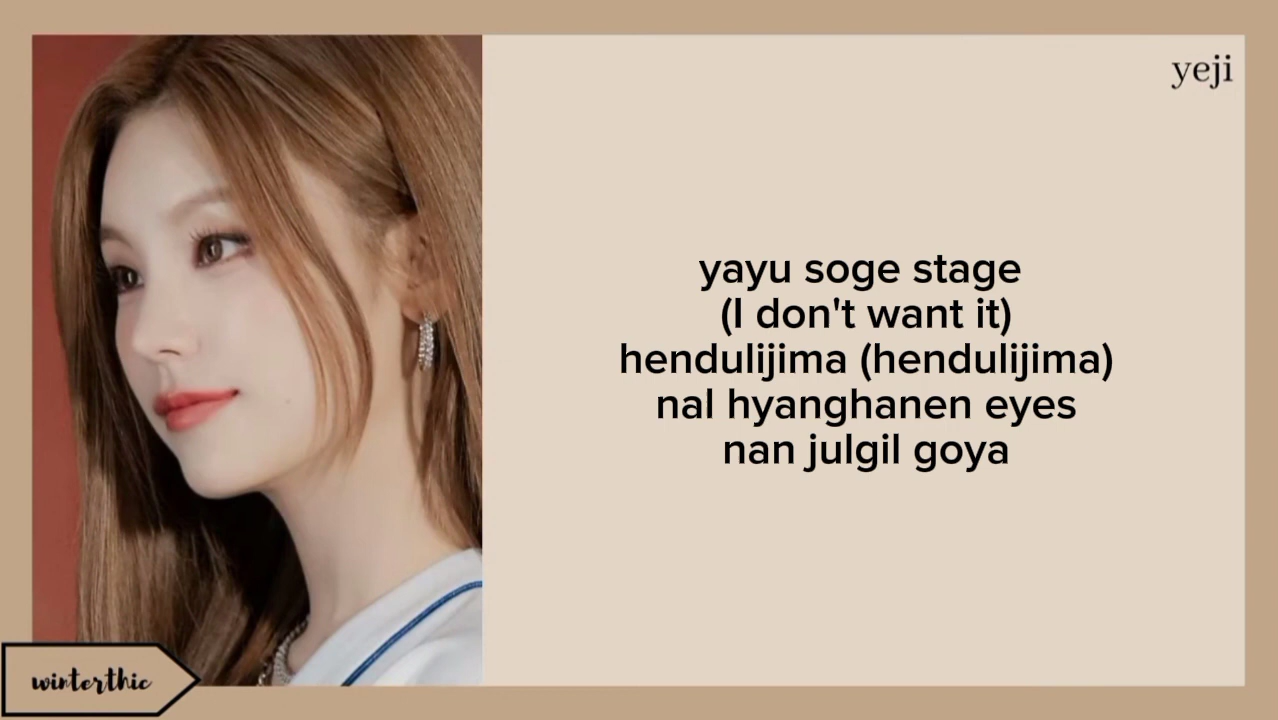 yeji
yayu soge stage
(I don't want it)
hendulijima (hendulijima)
nal hyanghanen eyes
nan julgil goya
winterthic